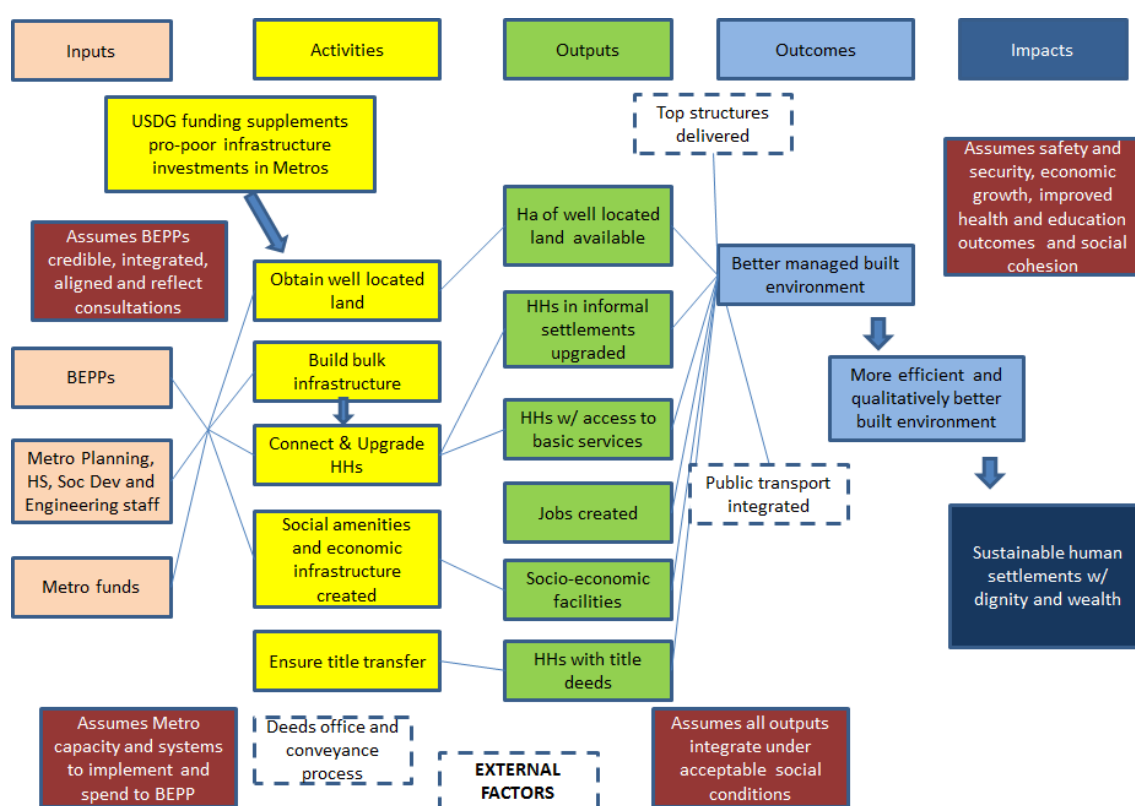 Inputs
Activities
Outputs
Outcomes
Impacts
USDG funding supplements
pro-poor infrastructure
investments in Metros
Top structures
delivered
Assumes safety and
security, economic
growth, improved
health and education
outcomes and social
cohesion
Assumes BEPPs
credible, integrated,
aligned and reflect
consultations
Obtain well located
land
Ha of well located
land available
Better managed built
environment
BEPPs
Build bulk
infrastructure
HHs in informal
settlements
upgraded
More efficient and
qualitatively better
built environment
Metro Planning,
HS, Soc Dev and
Engineering staff
Connect & Upgrade
HHs
HHs w/ access to
basic services
Public transport
integrated
Metro funds
Social amenities
and economic
infrastructure
created
Jobs created
Socio-economic
facilities
Sustainable human
settlements w/
dignity and wealth
Ensure title transfer
HHs with title
deeds
Assumes Metro
capacity and systems
to implement and
spend to BEPP
Deeds office and
conveyance
process
EXTERNAL
FACTORS
Assumes all outputs
integrate under
acceptable social
conditions